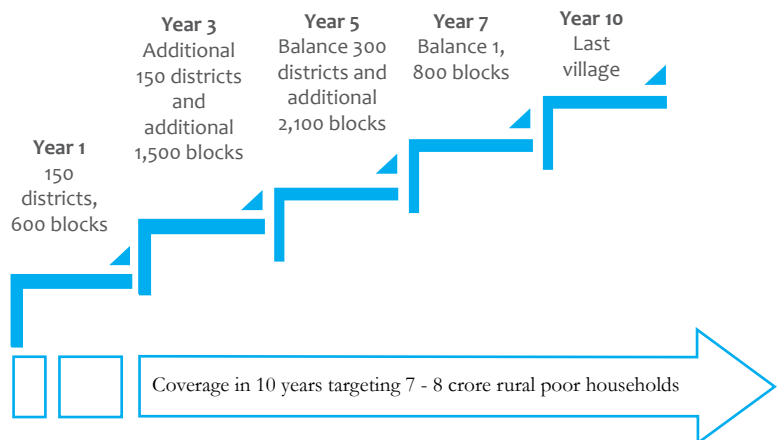 Year 1
150
districts,
600 blocks
Year 3
Additional
150 districts
and
additional
1,500 blocks
Year 5
Balance 300
districts and
additional
2,100 blocks
Year 7
Balance 1,
800 blocks
Year 10
Last
village
Coverage in 10 years targeting 7 - 8 crore rural poor households